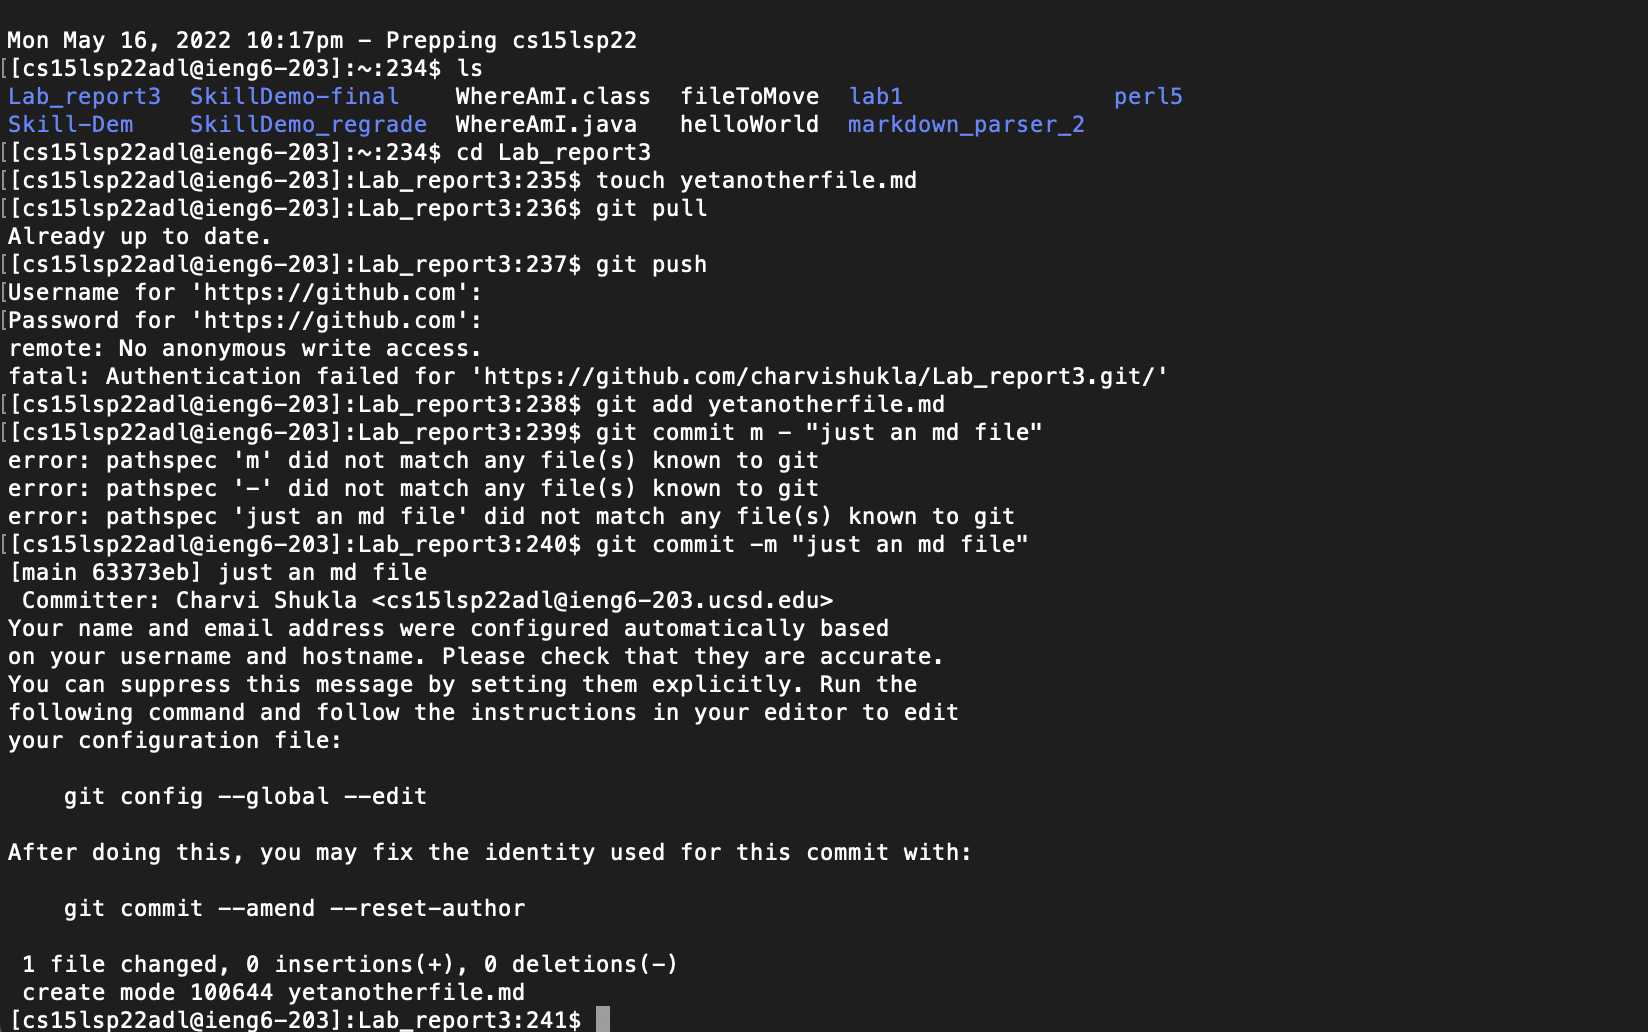 Mon May 16, 2022 10:17pm - Prepping cs15lsp22
[[cs15lsp22adl@ieng6-203]:~:234$ ls
Lab_report3  SkillDemo-final    WhereAmI.class  fileToMove  lab1               perl5
Skill-Dem    SkillDemo_regrade  WhereAmI.java   helloWorld  markdown_parser_2
[[cs15lsp22adl@ieng6-203]:~:234$ cd Lab_report3
[[cs15lsp22adl@ieng6-203]:Lab_report3:235$ touch yetanotherfile.md
[[cs15lsp22adl@ieng6-203]:Lab_report3:236$ git pull
Already up to date.
[[cs15lsp22adl@ieng6-203]:Lab_report3:237$ git push
[Username for 'https://github.com':
[Password for 'https://github.com':
remote: No anonymous write access.
fatal: Authentication failed for 'https://github.com/charvishukla/Lab_report3.git/'
[[cs15lsp22adl@ieng6-203]:Lab_report3:238$ git add yetanotherfile.md
[[cs15lsp22adl@ieng6-203]:Lab_report3:239$ git commit m - "just an md file"
error: pathspec 'm' did not match any file(s) known to git
error: pathspec '-' did not match any file(s) known to git
error: pathspec 'just an md file' did not match any file(s) known to git
[[cs15lsp22adl@ieng6-203]:Lab_report3:240$ git commit -m "just an md file"
[main 63373eb] just an md file
 Committer: Charvi Shukla <cs15lsp22adl@ieng6-203.ucsd.edu>
Your name and email address were configured automatically based
on your username and hostname. Please check that they are accurate.
You can suppress this message by setting them explicitly. Run the
following command and follow the instructions in your editor to edit
your configuration file:
    git config --global --edit
After doing this, you may fix the identity used for this commit with:
    git commit --amend --reset-author
 1 file changed, 0 insertions(+), 0 deletions(-)
 create mode 100644 yetanotherfile.md
[cs15lsp22adl@ieng6-203]:Lab_report3:241$